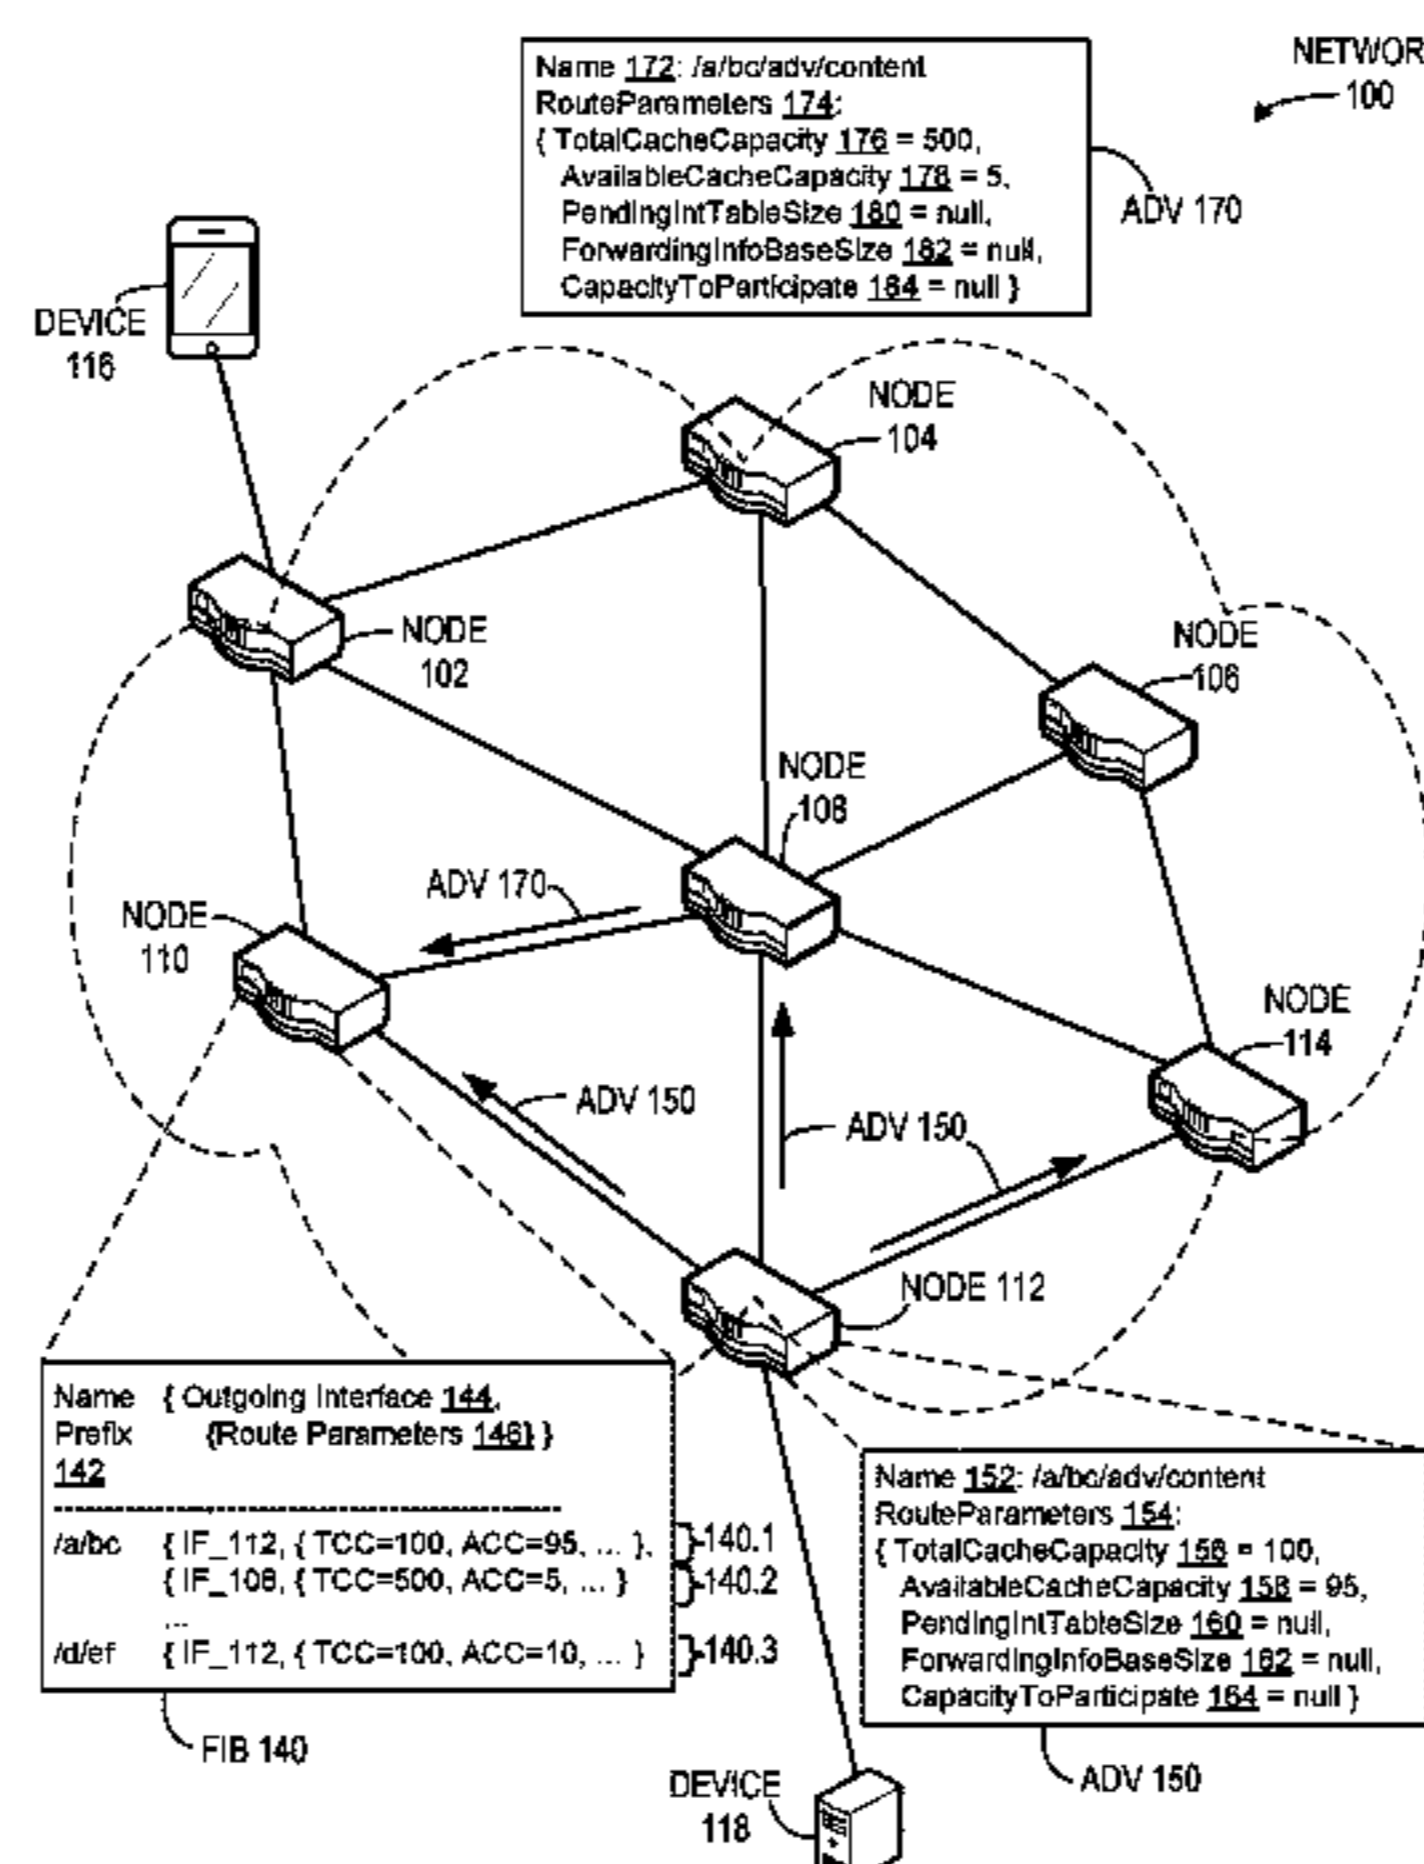 Name 172: /a/bc/adv/content
RouteParameters 174:
{ TotalCacheCapacity 176 = 500,
AvailableCacheCapacity 178 = 5,
PendingIntTableSize 180 = null,
ForwardingInfoBaseSize 182 = null,
CapacityToParticipate 184 = null }
NETWOR
100
ADV 170
DEVICE
116
NODE
104
NODE
102
NODE
106
NODE
108
ADV 170
NODE
110
NODE
114
ADV 150
ADV 150
NODE 112
Name { Outgoing Interface 144,
Prefix {Route Parameters 146} }
142
/a/bc { IF_112, { TCC=100, ACC=95, ... }, 140.1
{ IF_108, { TCC=500, ACC=5, ... } 140.2
...
/d/ef { IF_112, { TCC=100, ACC=10, ... } 140.3
FIB 140
Name 152: /a/bc/adv/content
RouteParameters 154:
{ TotalCacheCapacity 156 = 100,
AvailableCacheCapacity 158 = 95,
PendingIntTableSize 160 = null,
ForwardingInfoBaseSize 162 = null,
CapacityToParticipate 164 = null }
ADV 150
DEVICE
118